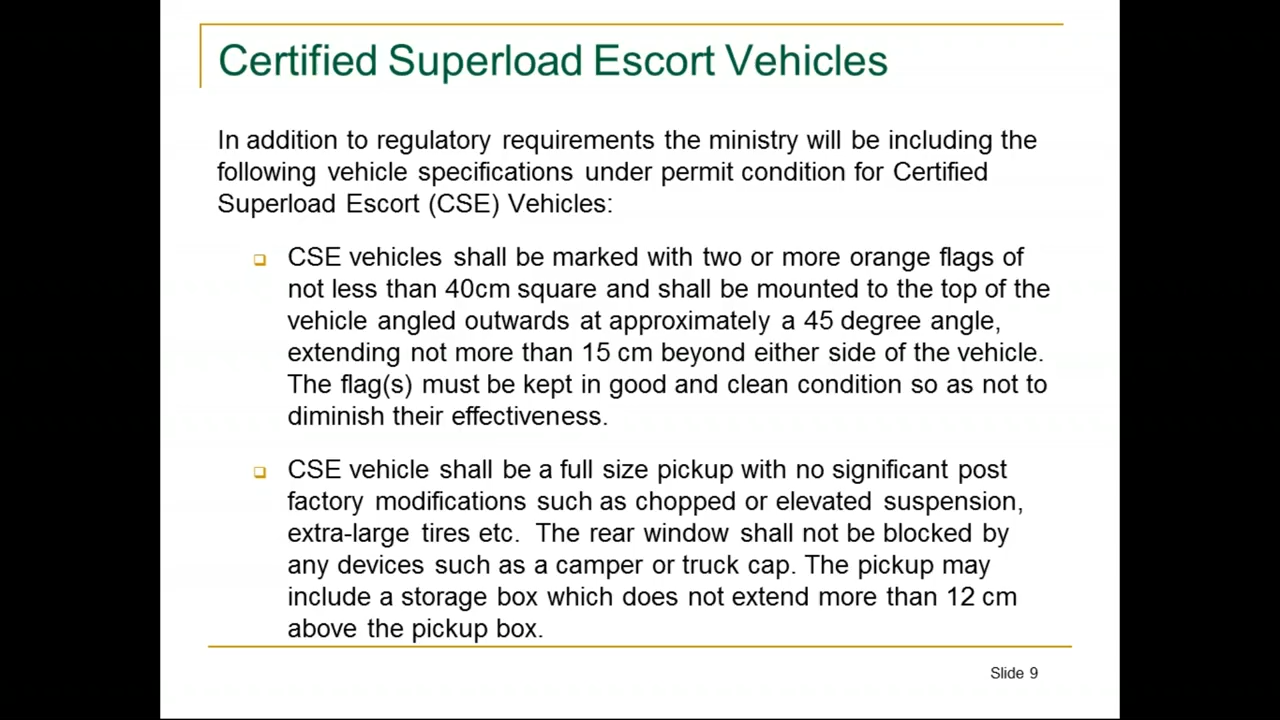 Certified Superload Escort Vehicles
In addition to regulatory requirements the ministry will be including the
following vehicle specifications under permit condition for Certified
Superload Escort (CSE) Vehicles:
CSE vehicles shall be marked with two or more orange flags of
not less than 40cm square and shall be mounted to the top of the
vehicle angled outwards at approximately a 45 degree angle,
extending not more than 15 cm beyond either side of the vehicle.
The flag(s) must be kept in good and clean condition so as not to
diminish their effectiveness.
CSE vehicle shall be a full size pickup with no significant post
factory modifications such as chopped or elevated suspension,
extra-large tires etc. The rear window shall not be blocked by
any devices such as a camper or truck cap. The pickup may
include a storage box which does not extend more than 12 cm
above the pickup box.
Slide 9